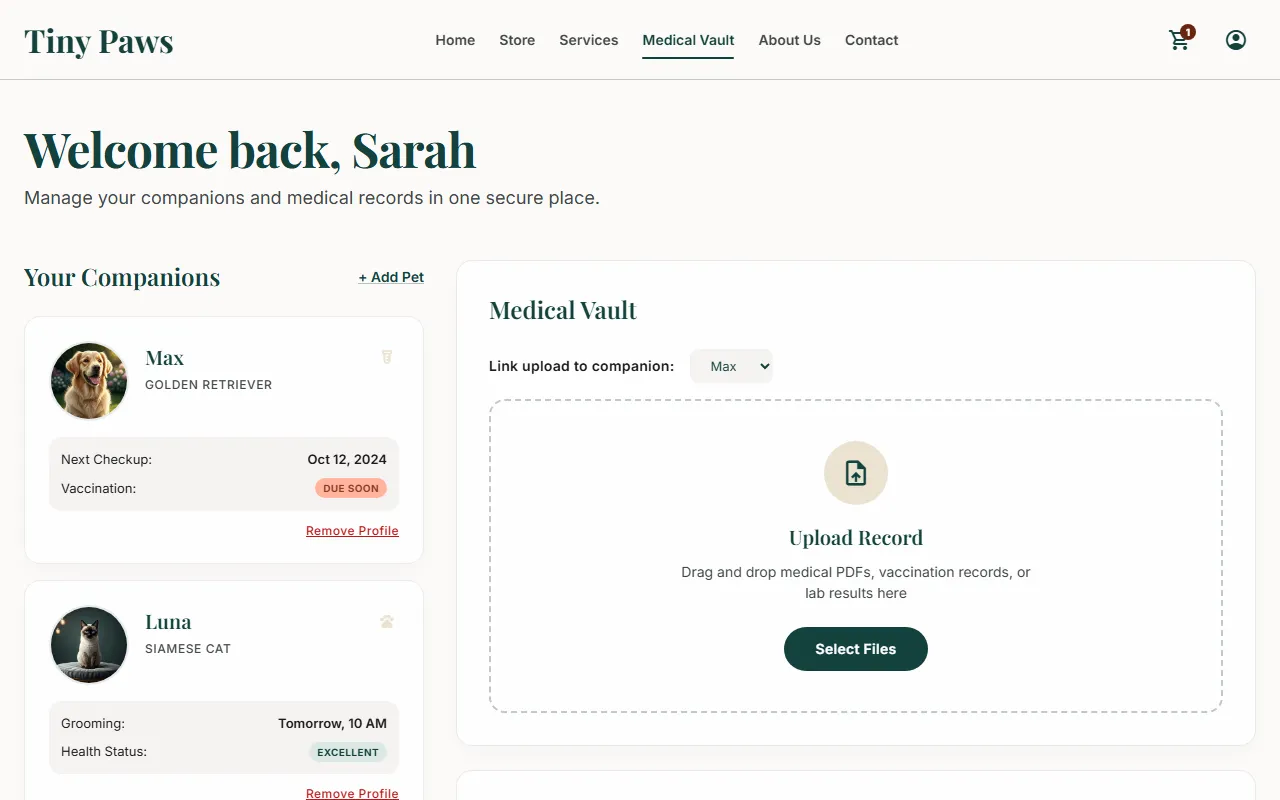 Tiny Paws
Home
Store
Services
Medical Vault
About Us
Contact
1
Welcome back, Sarah
Manage your companions and medical records in one secure place.
Your Companions
+ Add Pet
Max
GOLDEN RETRIEVER
Next Checkup:
Oct 12, 2024
Vaccination:
DUE SOON
Remove Profile
Luna
SIAMESE CAT
Grooming:
Tomorrow, 10 AM
Health Status:
EXCELLENT
Remove Profile
Medical Vault
Link upload to companion:
Max
Upload Record
Drag and drop medical PDFs, vaccination records, or
lab results here
Select Files